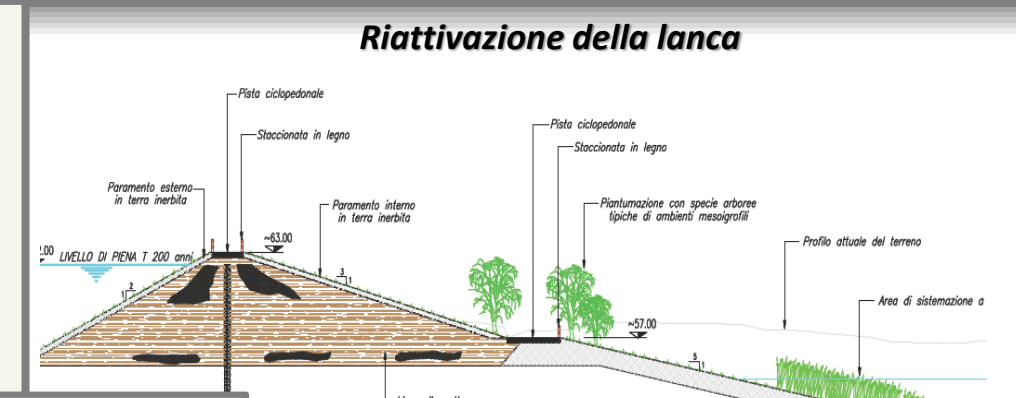 Riattivazione della lanca
Pista ciclopedonale
Staccionata in legno
Paramento esterno
in terra inerbita
Paramento interno
in terra inerbita
Pista ciclopedonale
Staccionata in legno
Piantumazione con specie arboree
tipiche di ambienti mesoigrofili
Profilo attuale del terreno
Area di sistemazione a
~63.00
.00 LIVELLO DI PIENA T 200 anni
2
1
3
1
~57.00
5
1